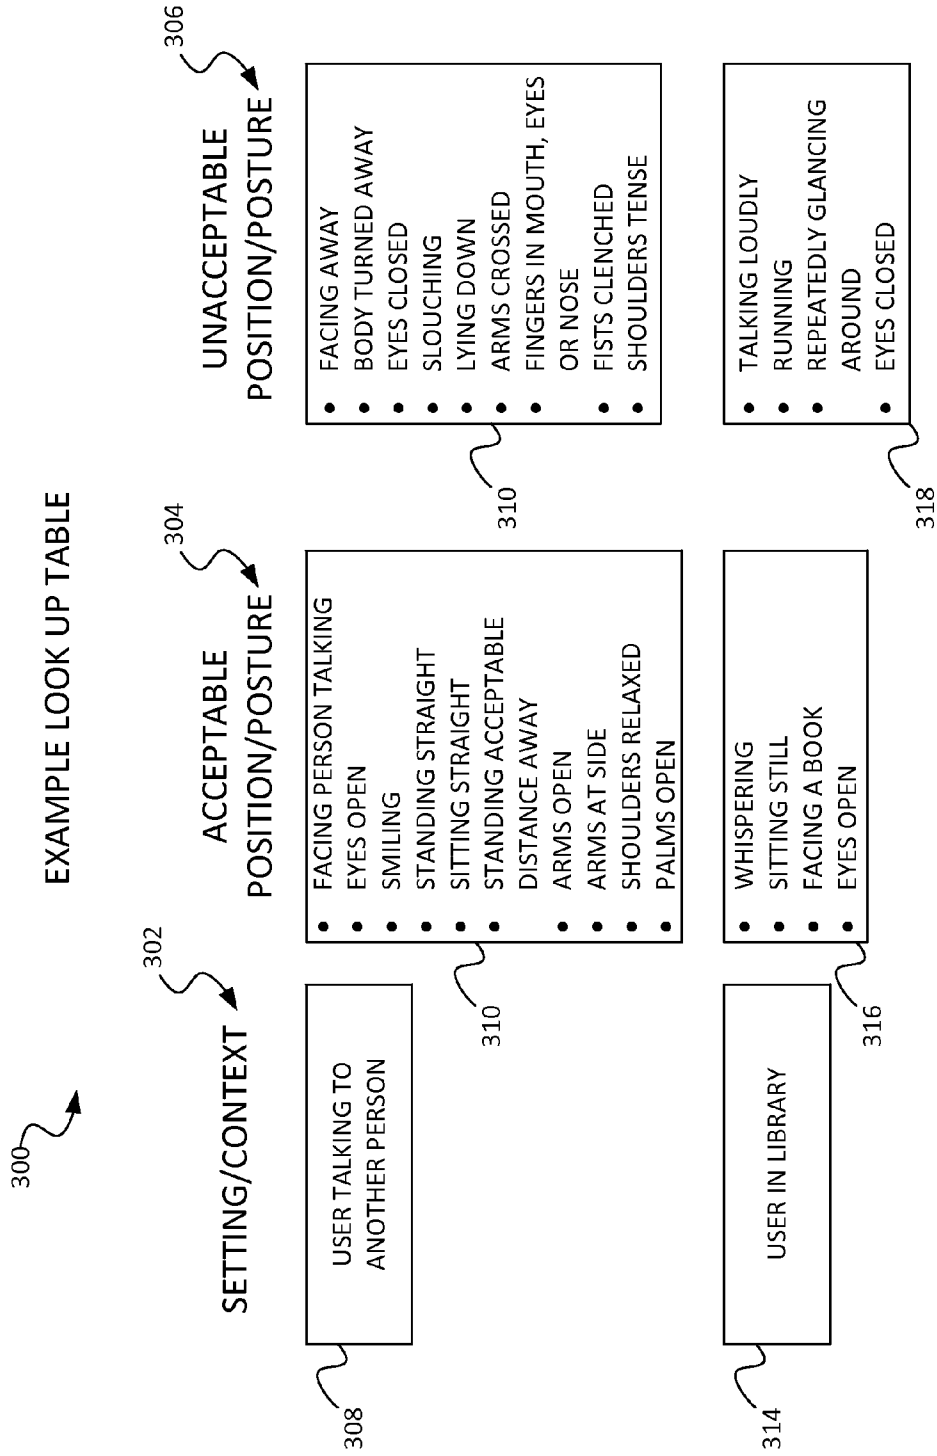 300
EXAMPLE LOOK UP TABLE
302
304
306
SETTING/CONTEXT
ACCEPTABLE
POSITION/POSTURE
UNACCEPTABLE
POSITION/POSTURE
308
USER TALKING TO
ANOTHER PERSON
310
• FACING PERSON TALKING
• EYES OPEN
• SMILING
• STANDING STRAIGHT
• SITTING STRAIGHT
• STANDING ACCEPTABLE
DISTANCE AWAY
• ARMS OPEN
• ARMS AT SIDE
• SHOULDERS RELAXED
• PALMS OPEN
310
• FACING AWAY
• BODY TURNED AWAY
• EYES CLOSED
• SLOUCHING
• LYING DOWN
• ARMS CROSSED
• FINGERS IN MOUTH, EYES
OR NOSE
• FISTS CLENCHED
• SHOULDERS TENSE
314
USER IN LIBRARY
316
• WHISPERING
• SITTING STILL
• FACING A BOOK
• EYES OPEN
318
• TALKING LOUDLY
• RUNNING
• REPEATEDLY GLANCING
AROUND
• EYES CLOSED